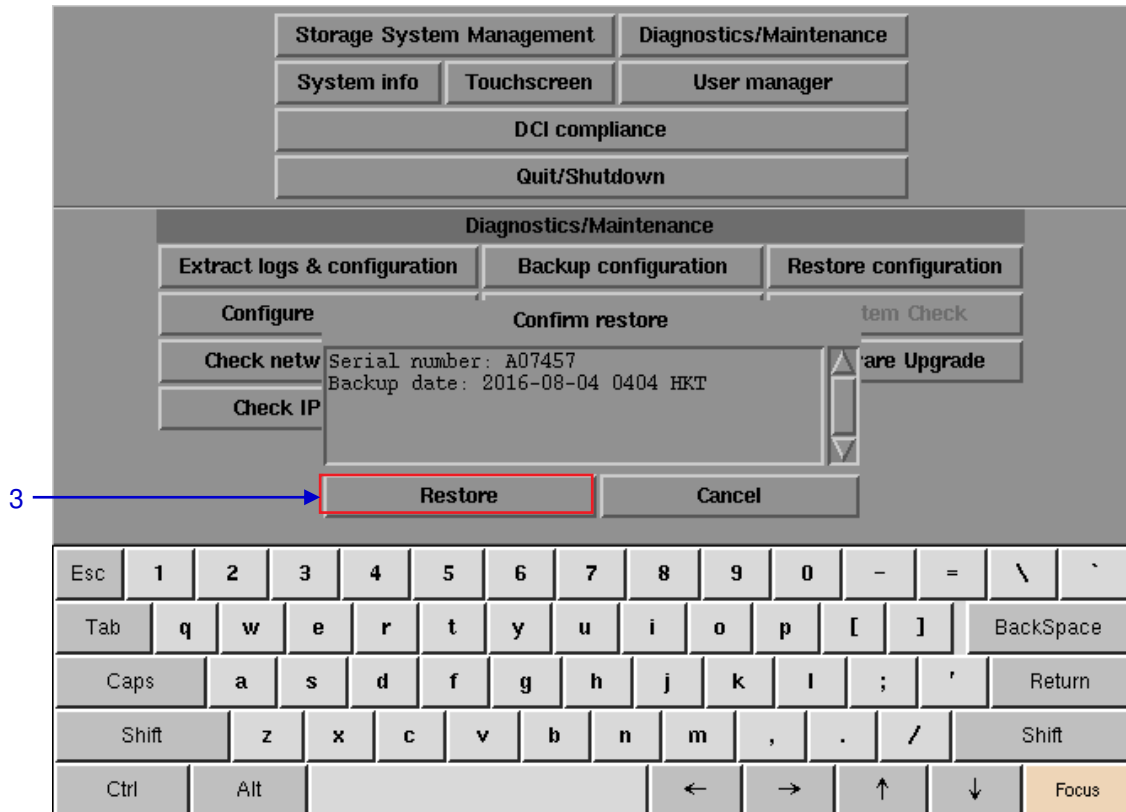 Storage System Management Diagnostics/Maintenance
System info Touchscreen User manager
DCI compliance
Quit/Shutdown
Diagnostics/Maintenance
Extract logs & configuration Backup configuration Restore configuration
Configure tem Check
Confirm restore
Check netw are Upgrade
Serial number: A07457
Backup date: 2016-08-04 0404 HKT
Check IP
3
Restore Cancel
Esc 1 2 3 4 5 6 7 8 9 0 - = \ `
Tab q w e r t y u i o p [ ] BackSpace
Caps a s d f g h j k l ; ' Return
Shift z x c v b n m , . / Shift
Ctrl Alt ← → ↑ ↓ Focus